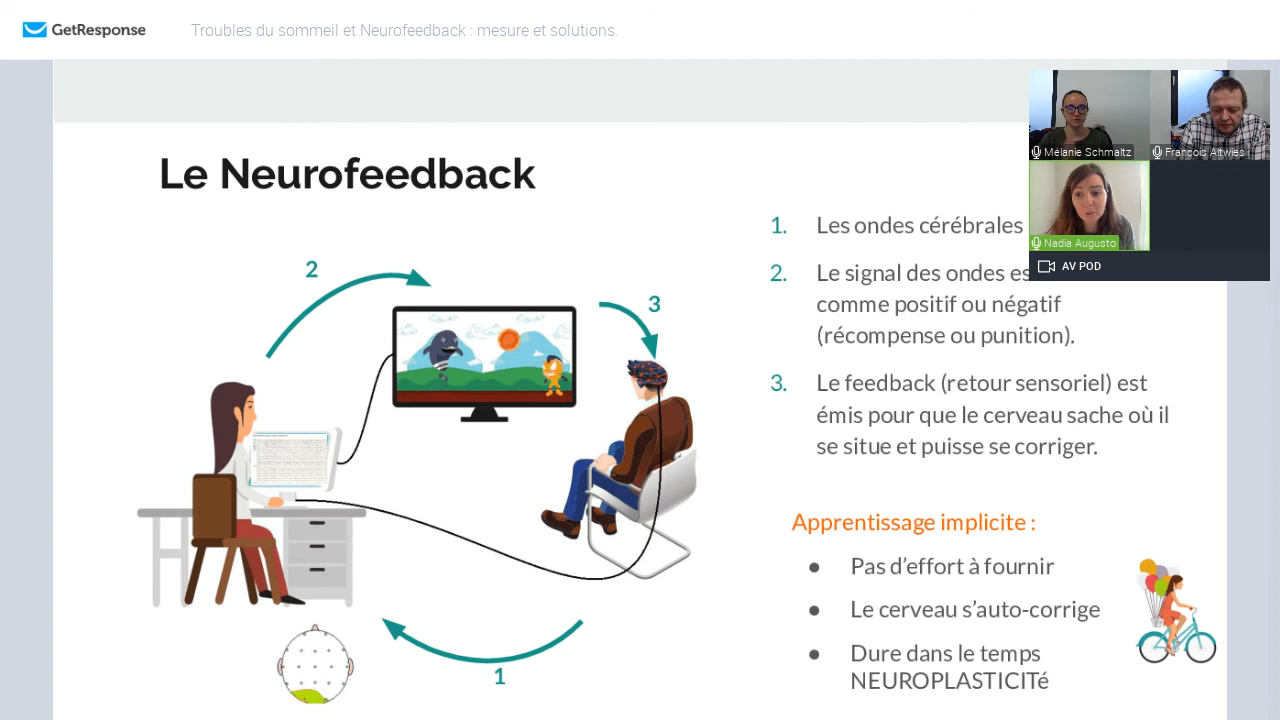 GetResponse
Troubles du sommeil et Neurofeedback : mesure et solutions.
Le Neurofeedback
Mélanie Schmaltz
François Altwies
Nadia Augusto
AV POD
1. Les ondes cérébrales
2. Le signal des ondes
comme positif ou négatif
(récompense ou punition).
3. Le feedback (retour sensoriel) est
émis pour que le cerveau sache où il
se situe et puisse se corriger.
Apprentissage implicite :
● Pas d'effort à fournir
● Le cerveau s'auto-corrige
● Dure dans le temps
NEUROPLASTICITé
2
3
1